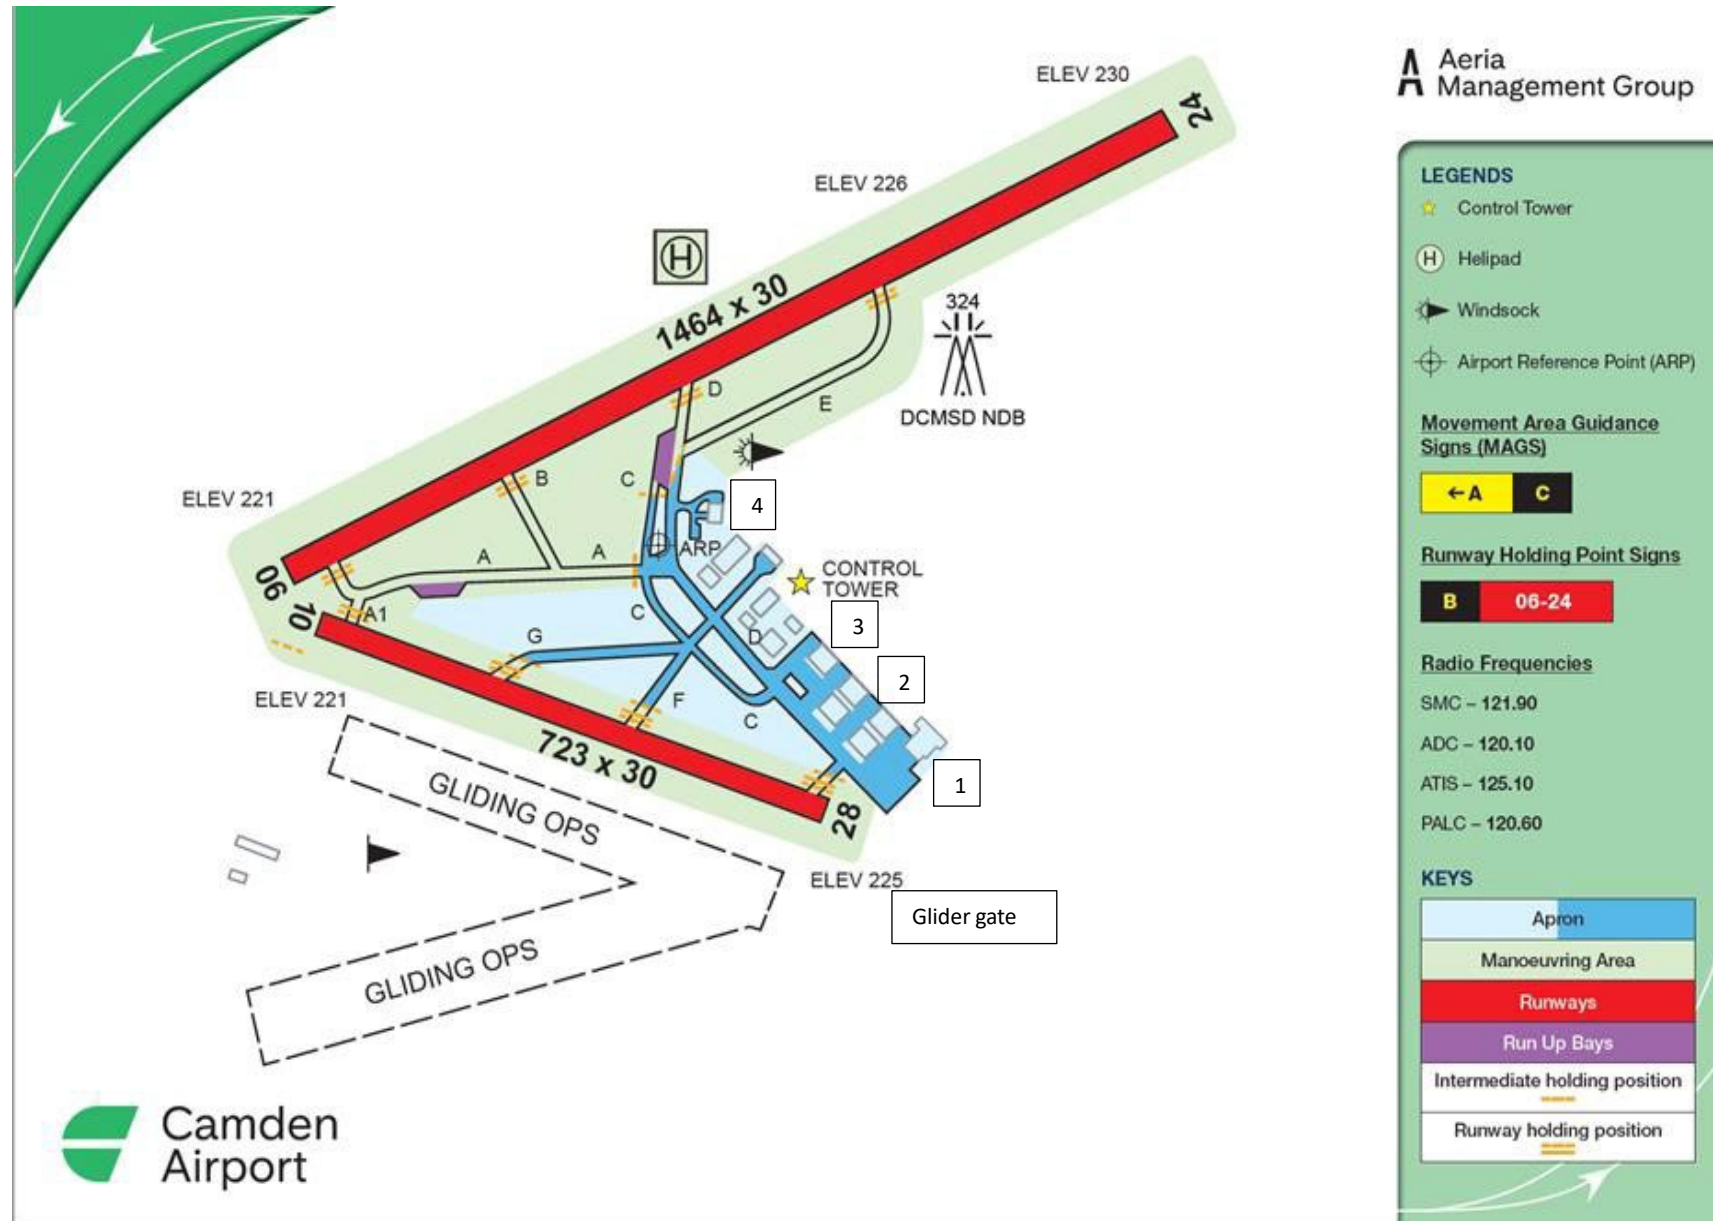 ELEV 230
24
ELEV 226
H
1464 x 30
324
DCMSD NDB
D
E
B
C
4
ELEV 221
A
A
ARP
CONTROL
TOWER
06
10
A1
C
D
3
G
ELEV 221
F
C
2
723 x 30
1
28
GLIDING OPS
ELEV 225
Glider gate
GLIDING OPS
Camden
Airport
Aeria
Management Group
LEGENDS
Control Tower
H Helipad
Windsock
Airport Reference Point (ARP)
Movement Area Guidance
Signs (MAGS)
←A C
Runway Holding Point Signs
B 06-24
Radio Frequencies
SMC – 121.90
ADC – 120.10
ATIS – 125.10
PALC – 120.60
KEYS
Apron
Manoeuvring Area
Runways
Run Up Bays
Intermediate holding position
Runway holding position